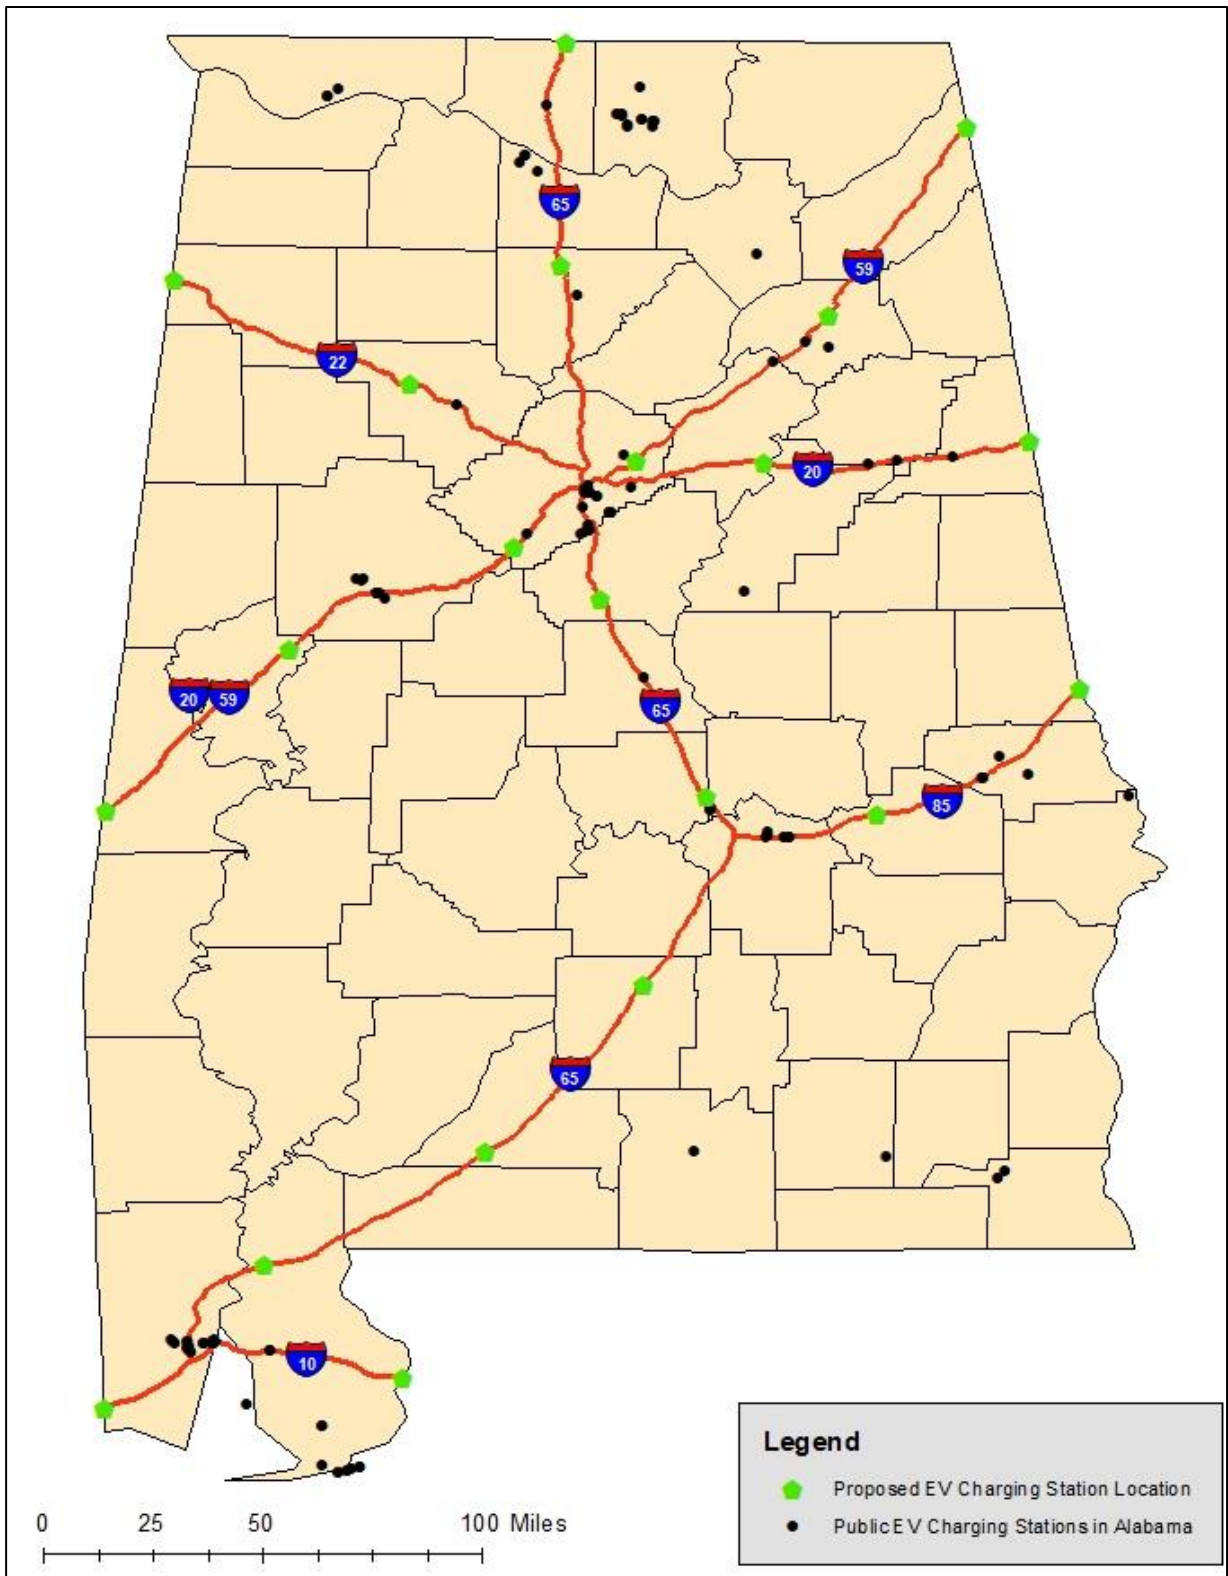 65
59
22
20
20 59
65
85
65
10
Legend
Proposed EV Charging Station Location
Public EV Charging Stations in Alabama
0 25 50 100 Miles